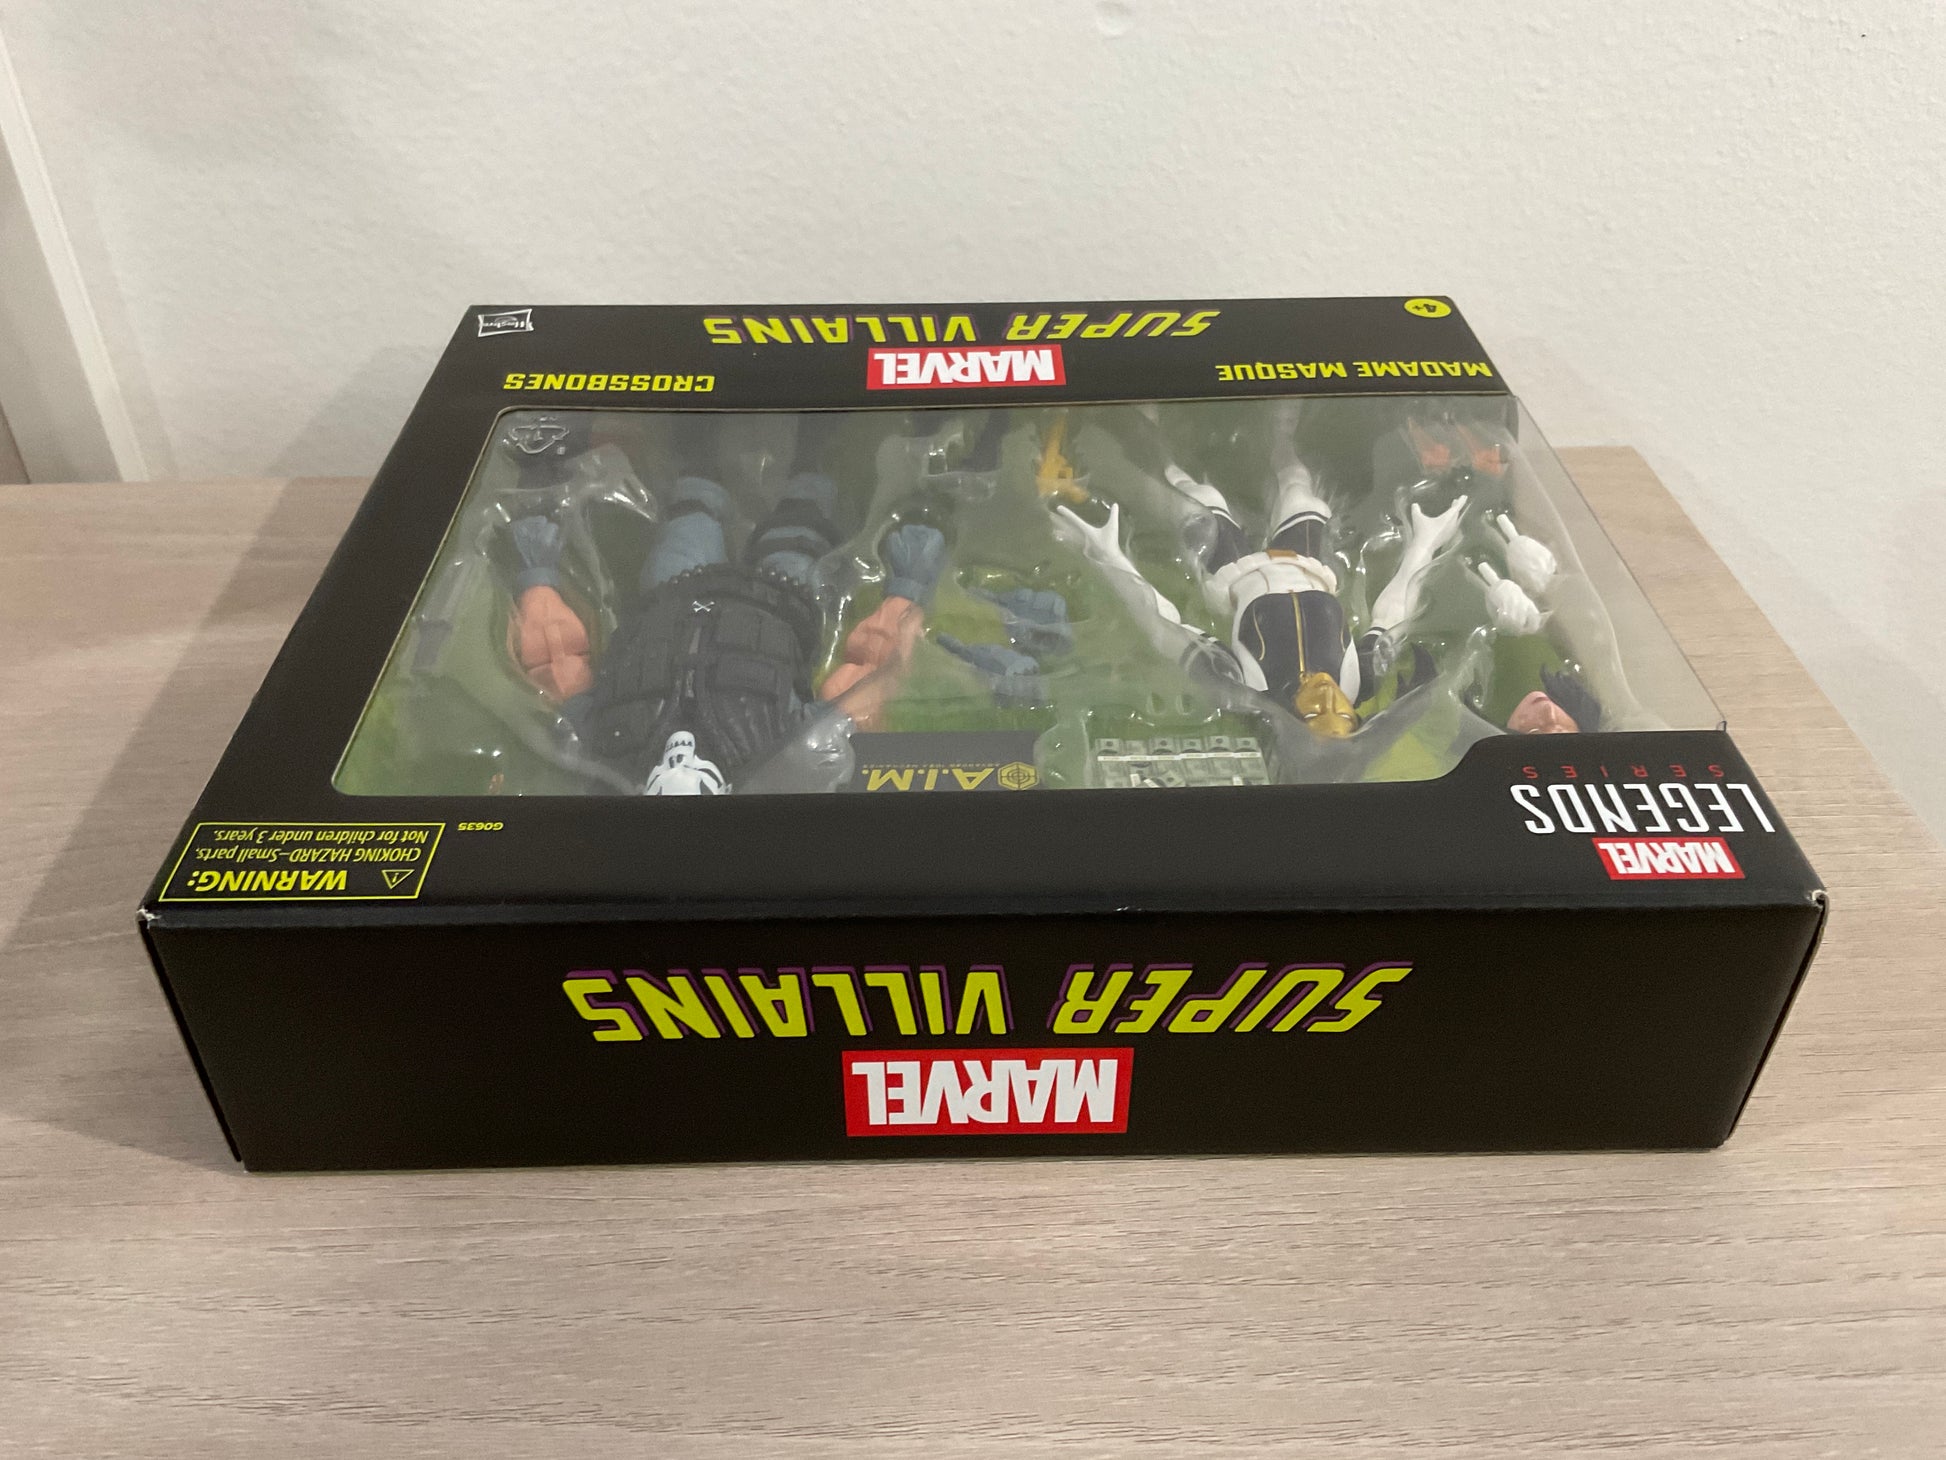 MARVEL
LEGENDS
SERIES
WARNING:
CHOKING HAZARD–Small parts.
Not for children under 3 years.
G0635
A.I.M.
MADAME MASQUE
MARVEL
CROSSBONES
SUPER VILLAINS
4+
Hasbro
MARVEL
SUPER VILLAINS